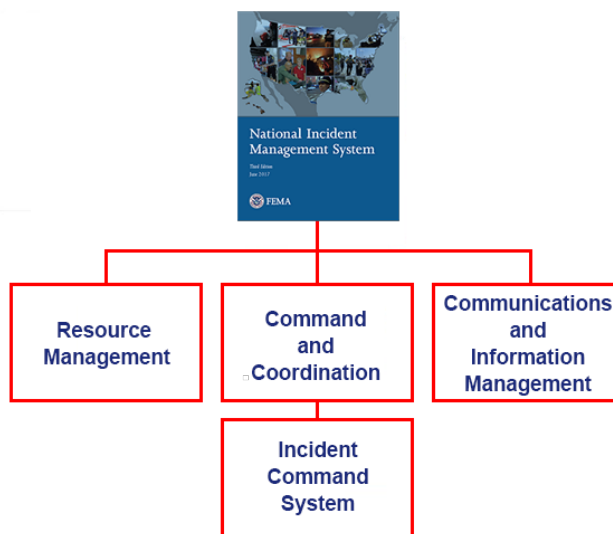 National Incident
Management System
Third Edition
June 2017
FEMA
Resource
Management
Command
and
Coordination
Communications
and
Information
Management
Incident
Command
System